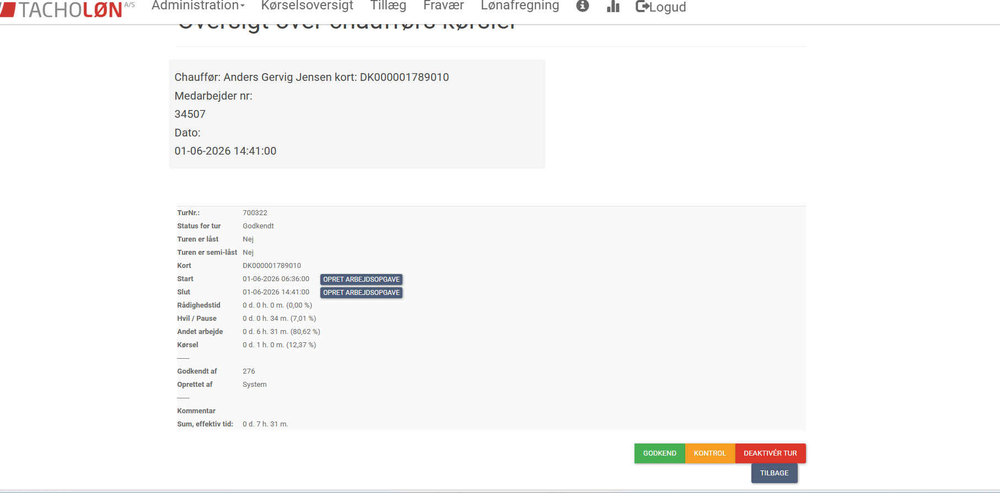 TACHOLØN A/S
Administration Kørselsoversigt Tillæg Fravær Lønafregning Logud
Oversigt over chaufførs kørsler
Chauffør: Anders Gervig Jensen kort: DK000001789010
Medarbejder nr:
34507
Dato:
01-06-2026 14:41:00
TurNr.: 700322
Status for tur Godkendt
Turen er låst Nej
Turen er semi-låst Nej
Kort DK000001789010
Start 01-06-2026 06:36:00 OPRET ARBEJDSOPGAVE
Slut 01-06-2026 14:41:00 OPRET ARBEJDSOPGAVE
Rådighedstid 0 d. 0 h. 0 m. (0,00 %)
Hvil / Pause 0 d. 0 h. 34 m. (7,01 %)
Andet arbejde 0 d. 6 h. 31 m. (80,62 %)
Kørsel 0 d. 1 h. 0 m. (12,37 %)
------
Godkendt af 276
Oprettet af System
------
Kommentar
Sum, effektiv tid: 0 d. 7 h. 31 m.
GODKEND KONTROL DEAKTIVÉR TUR
TILBAGE